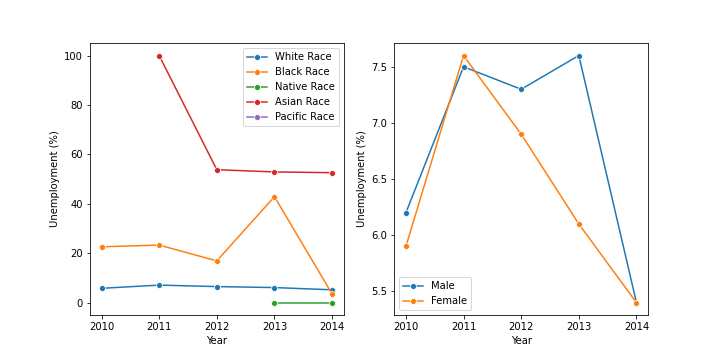 100
80
60
40
20
0
Unemployment (%)
2010 2011 2012 2013 2014
Year
White Race
Black Race
Native Race
Asian Race
Pacific Race
7.5
7.0
6.5
6.0
5.5
Unemployment (%)
2010 2011 2012 2013 2014
Year
Male
Female